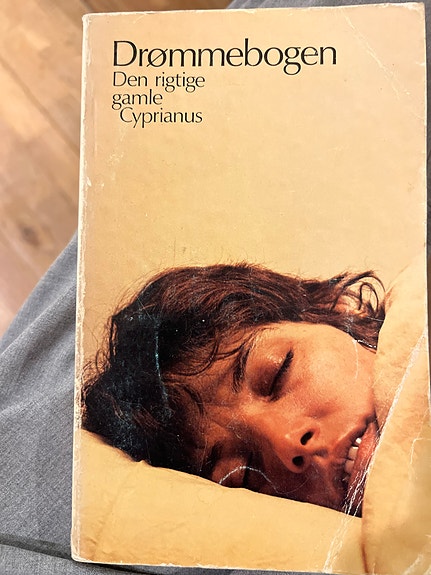 Drømmebogen
Den rigtige
gamle
Cyprianus